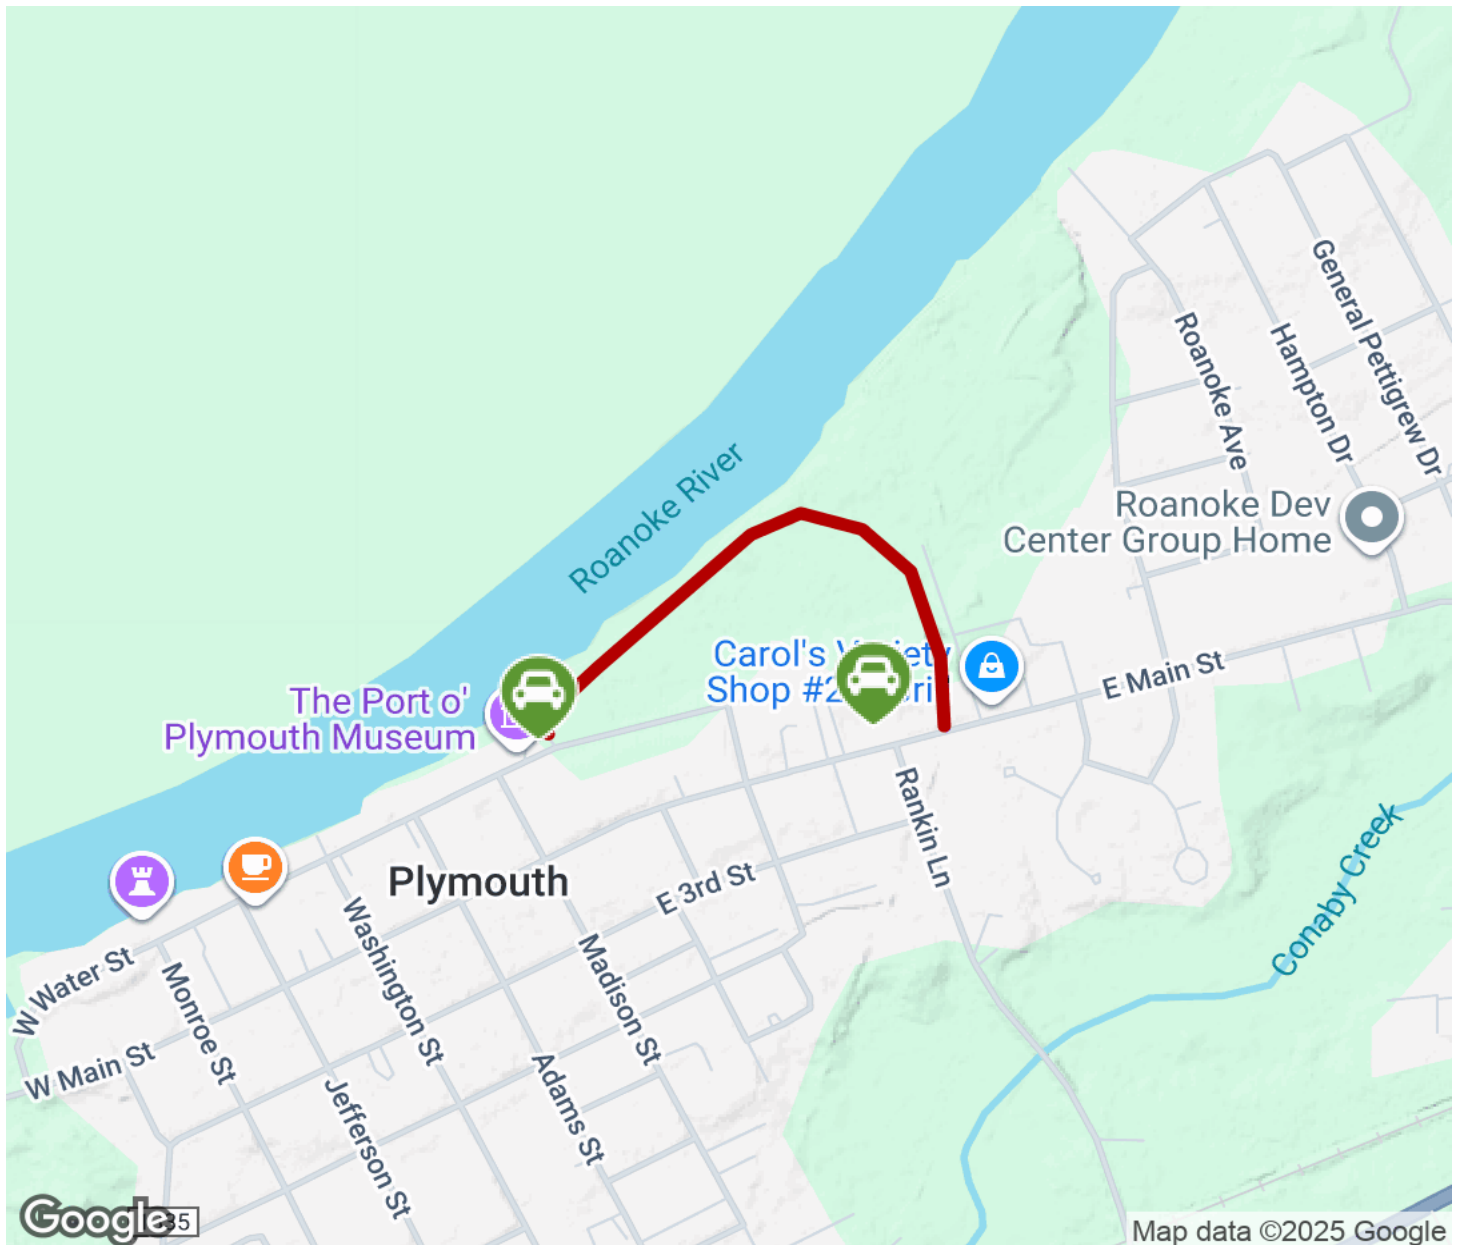 General Pettigrew Dr
Hampton Dr
Roanoke Ave
Roanoke River
Roanoke Dev
Center Group Home
Carol's
Shop
E Main St
The Port o'
Plymouth Museum
Rankin Ln
Conaby Creek
Plymouth
E 3rd St
W Water St
Washington St
Madison St
Monroe St
W Main St
Adams St
Jefferson St
Google
Map data ©2025 Google